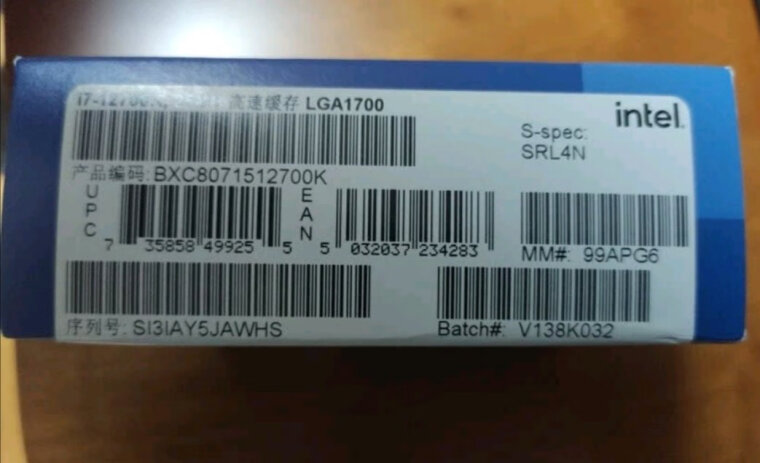 高速缓存 LGA1700
intel.
S-spec:
SRL4N
产品编码: BXC8071512700K
UPC
7 35858 49925 5
EAN
5 032037 234283
MM#: 99APG6
序列号: SI3IAY5JAWHS
Batch#: V138K032